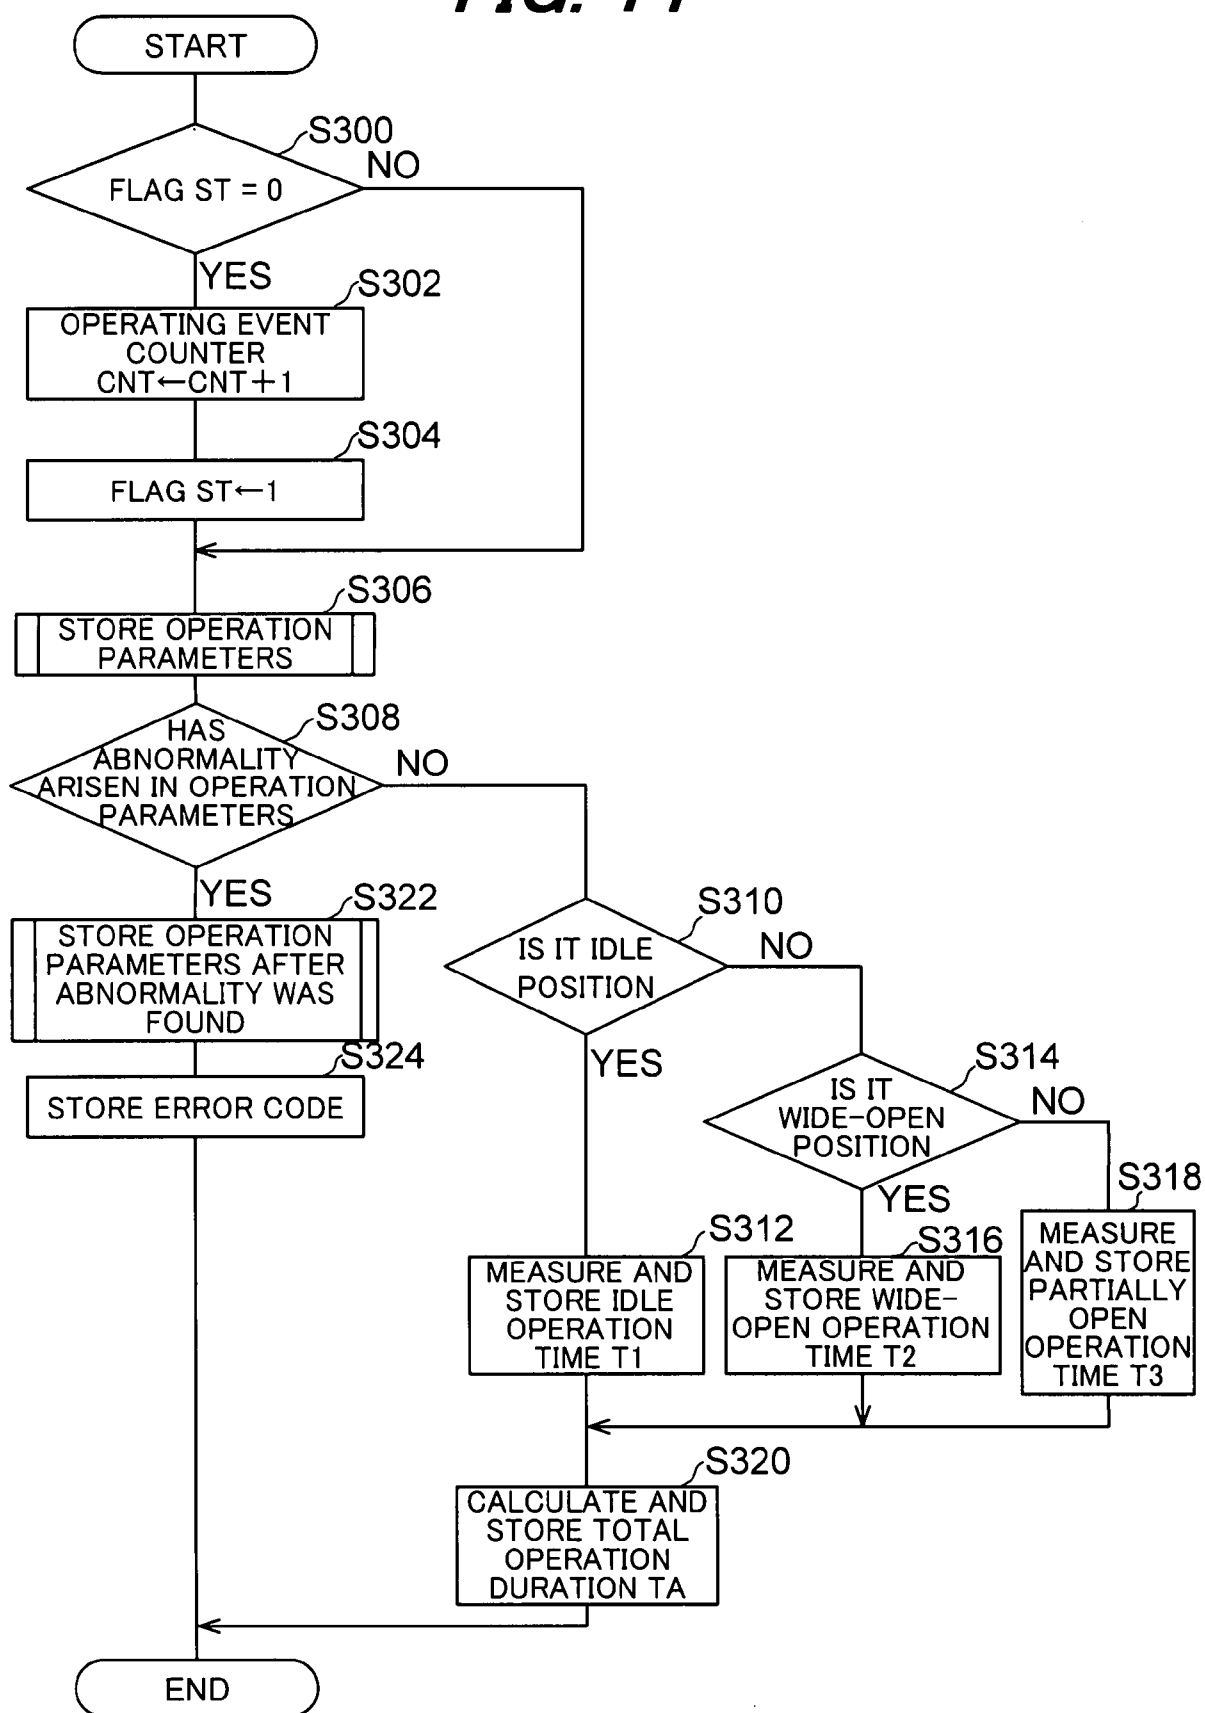 FIG. 11
START
S300
NO
FLAG ST = 0
YES
S302
OPERATING EVENT
COUNTER
CNT←CNT+1
S304
FLAG ST←1
S306
STORE OPERATION
PARAMETERS
S308
HAS
ABNORMALITY
ARISEN IN OPERATION
PARAMETERS
NO
YES
S322
STORE OPERATION
PARAMETERS AFTER
ABNORMALITY WAS
FOUND
S324
STORE ERROR CODE
S310
IS IT IDLE
POSITION
NO
YES
S314
IS IT
WIDE-OPEN
POSITION
NO
YES
S312
MEASURE AND
STORE IDLE
OPERATION
TIME T1
S316
MEASURE AND
STORE WIDE-
OPEN OPERATION
TIME T2
S318
MEASURE
AND STORE
PARTIALLY
OPEN
OPERATION
TIME T3
S320
CALCULATE AND
STORE TOTAL
OPERATION
DURATION TA
END